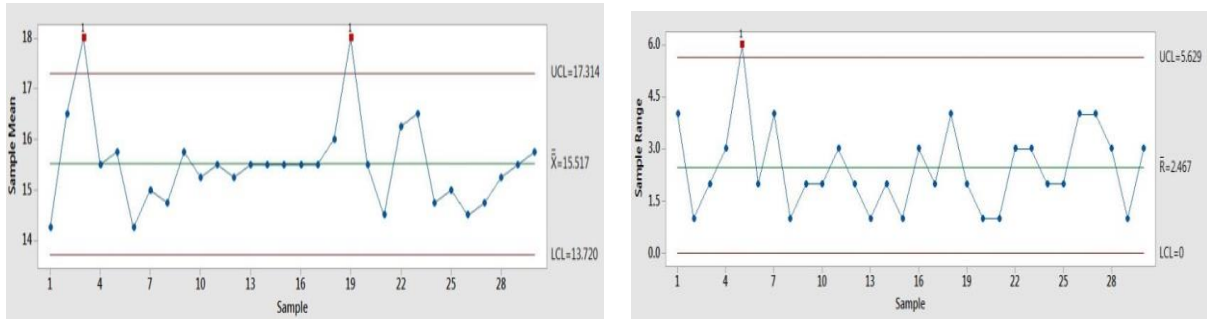 1
1
18
17
16
15
14
Sample Mean
UCL=17.314
X̿=15.517
LCL=13.720
1 4 7 10 13 16 19 22 25 28
Sample
1
6.0
4.5
3.0
1.5
0.0
Sample Range
UCL=5.629
R̄=2.467
LCL=0
1 4 7 10 13 16 19 22 25 28
Sample